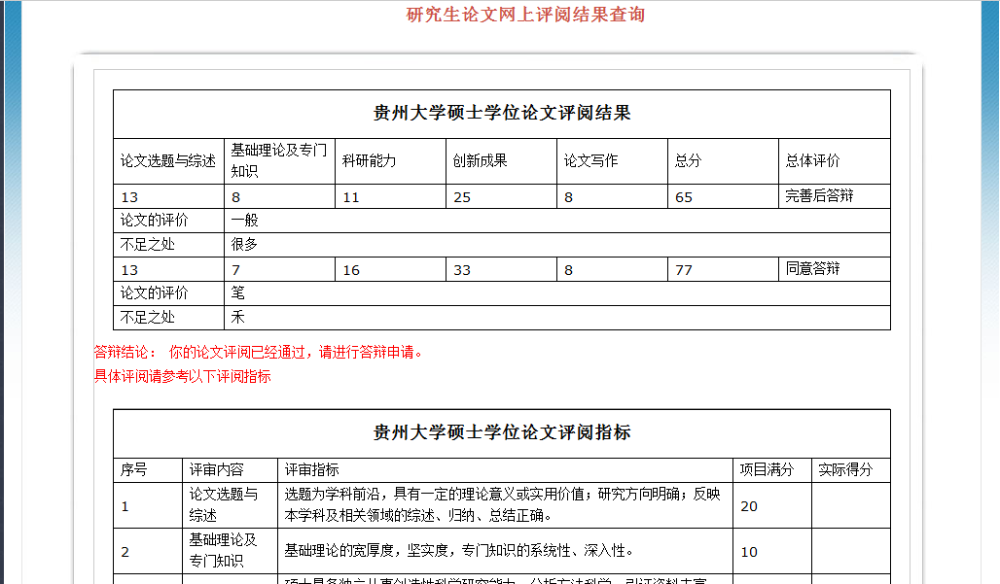 研究生论文网上评阅结果查询
贵州大学硕士学位论文评阅结果
论文选题与综述 基础理论及专门知识 科研能力 创新成果 论文写作 总分 总体评价
13 8 11 25 8 65 完善后答辩
论文的评价 一般
不足之处 很多
13 7 16 33 8 77 同意答辩
论文的评价 笔
不足之处 禾
答辩结论： 你的论文评阅已经通过，请进行答辩申请。
具体评阅请参考以下评阅指标
贵州大学硕士学位论文评阅指标
序号 评审内容 评审指标 项目满分 实际得分
1 论文选题与综述 选题为学科前沿，具有一定的理论意义或实用价值；研究方向明确；反映
本学科及相关领域的综述、归纳、总结正确。 20
2 基础理论及专门知识 基础理论的宽厚度，坚实度，专门知识的系统性、深入性。 10